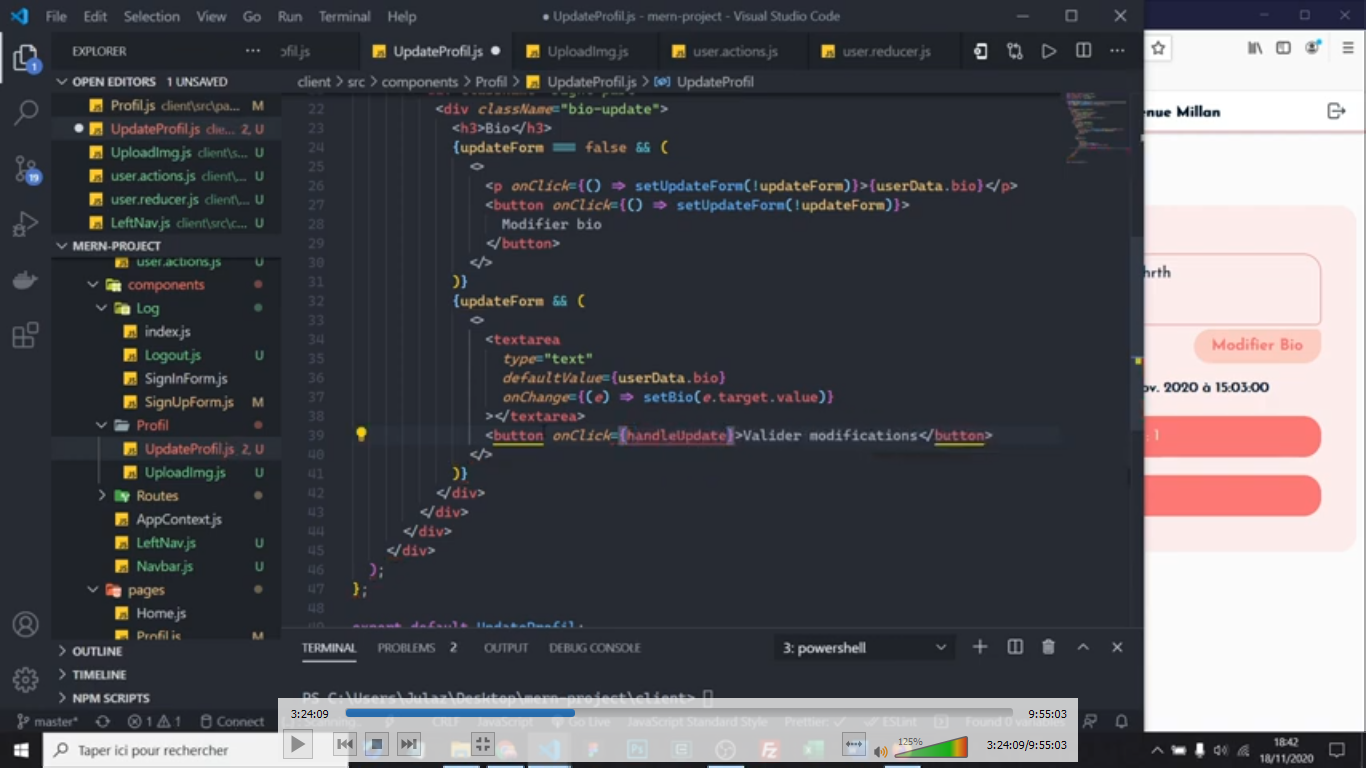 File Edit Selection View Go Run Terminal Help
● UpdateProfil.js - mern-project - Visual Studio Code
EXPLORER
ofil.js UpdateProfil.js ● UploadImg.js user.actions.js user.reducer.js
OPEN EDITORS 1 UNSAVED
client > src > components > Profil > UpdateProfil.js > UpdateProfil
Profil.js client\src\pa... M
UpdateProfil.js clie... 2, U
UploadImg.js client\s... U
user.actions.js client\... U
user.reducer.js client\... U
LeftNav.js client\src\c... U
MERN-PROJECT
user.actions.js U
components
Log
index.js
Logout.js U
SignInForm.js
SignUpForm.js M
Profil
UpdateProfil.js 2, U
UploadImg.js U
Routes
AppContext.js
LeftNav.js U
Navbar.js U
pages
Home.js
Profil.js M
OUTLINE
TIMELINE
NPM SCRIPTS
22 <div className="bio-update">
23 <h3>Bio</h3>
24 {updateForm === false && (
25 <>
26 <p onClick={() => setUpdateForm(!updateForm)}>{userData.bio}</p>
27 <button onClick={() => setUpdateForm(!updateForm)}>
28 Modifier bio
29 </button>
30 </>
31 )}
32 {updateForm && (
33 <>
34 <textarea
35 type="text"
36 defaultValue={userData.bio}
37 onChange={(e) => setBio(e.target.value)}
38 ></textarea>
39 <button onClick={handleUpdate}>Valider modifications</button>
40 </>
41 )}
42 </div>
43 </div>
44 </div>
45 </div>
46 );
47 };
48
49 export default UpdateProfil;
TERMINAL PROBLEMS 2 OUTPUT DEBUG CONSOLE
3: powershell
PS C:\Users\Julaz\Desktop\mern-project\client>
enue Millan
hrth
Modifier Bio
ov. 2020 à 15:03:00
: 1
1
19
master* 1 1 Connect
CRLF JavaScript Go Live JavaScript Standard Style Prettier: ✓ ESLint Found 0 variables
3:24:09 9:55:03
125%
3:24:09/9:55:03
Taper ici pour rechercher
18:42
18/11/2020